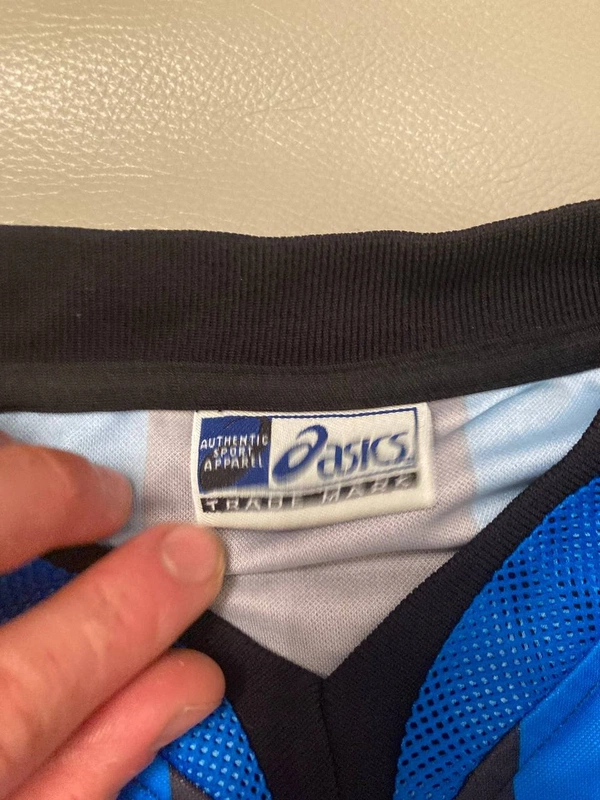 AUTHENTIC
SPORT
APPAREL
asics.
TRADE MARK